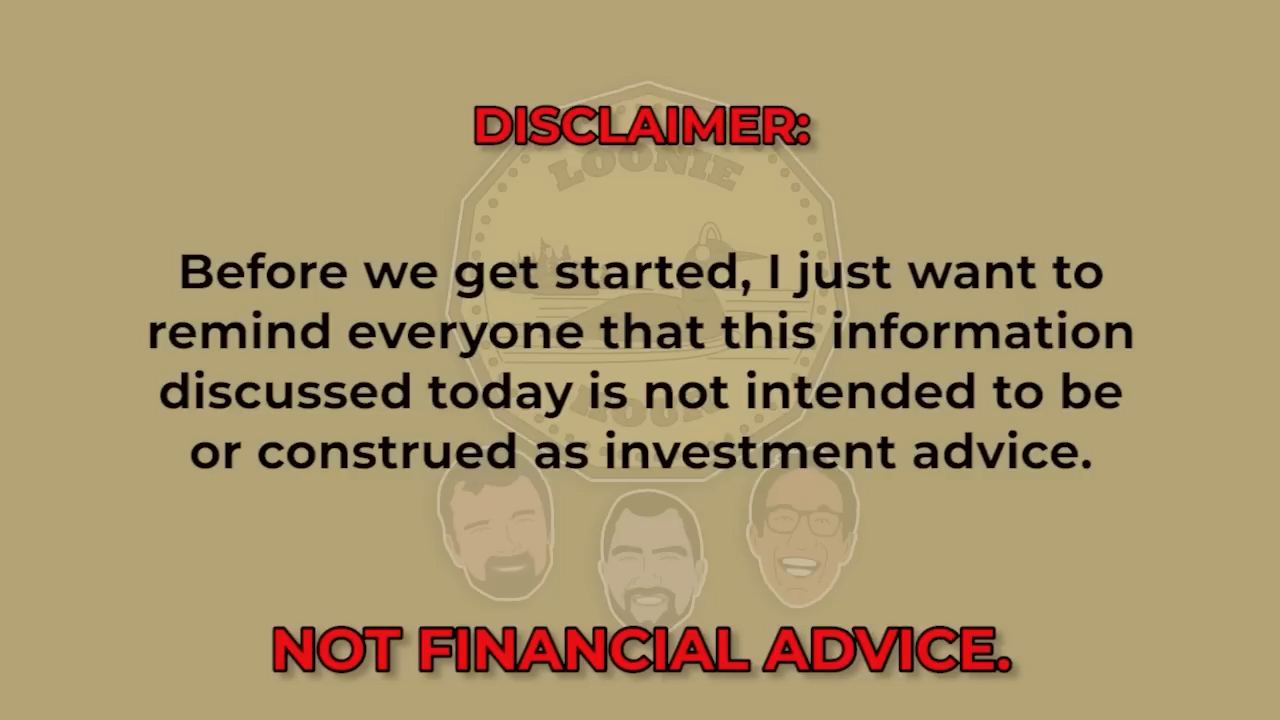 DISCLAIMER:
LOONIE
Before we get started, I just want to
remind everyone that this information
discussed today is not intended to be
or construed as investment advice.
NOT FINANCIAL ADVICE.